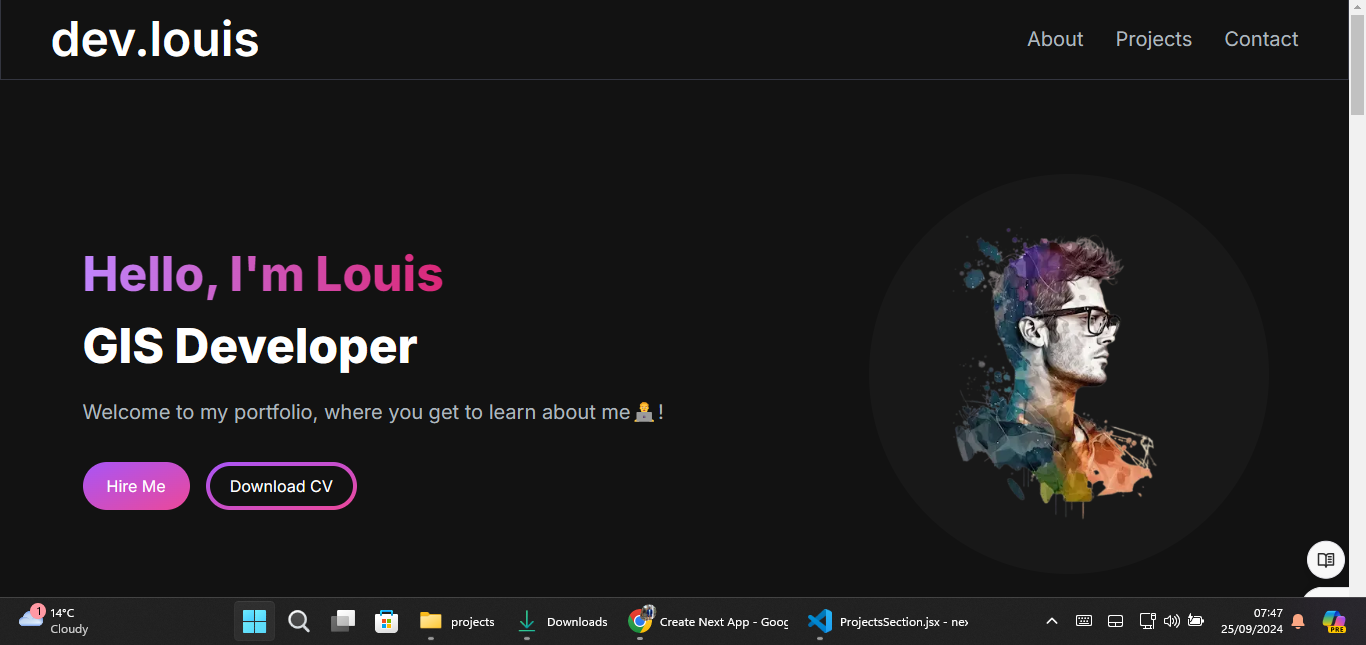 dev.louis
About Projects Contact
Hello, I'm Louis
GIS Developer
Welcome to my portfolio, where you get to learn about me🧑‍💻!
Hire Me Download CV
1 14°C
Cloudy
projects Downloads Create Next App - Goog ProjectsSection.jsx - nex
07:47
25/09/2024
PRE